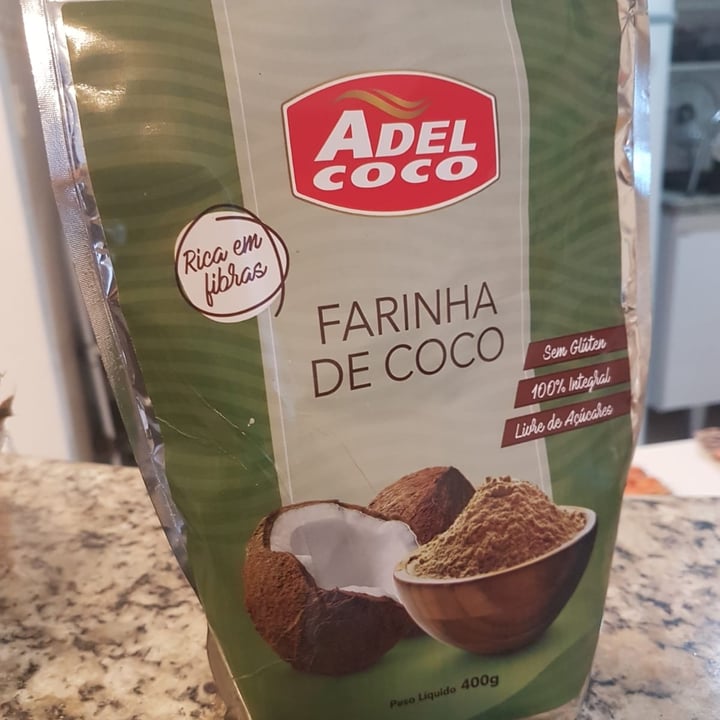 ADEL
COCO
Rica em
fibras
FARINHA
DE COCO
Sem Glúten
100% Integral
Livre de Açúcares
Peso Líquido 400g